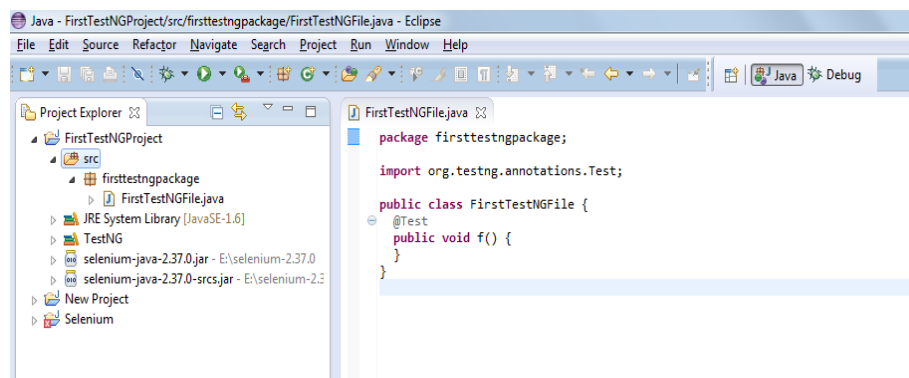 Java - FirstTestNGProject/src/firsttestngpackage/FirstTestNGFile.java - Eclipse
File Edit Source Refactor Navigate Search Project Run Window Help
Java Debug
Project Explorer
FirstTestNGProject
src
firsttestngpackage
FirstTestNGFile.java
JRE System Library [JavaSE-1.6]
TestNG
selenium-java-2.37.0.jar - E:\selenium-2.37.0
selenium-java-2.37.0-srcs.jar - E:\selenium-2.3
New Project
Selenium
FirstTestNGFile.java
package firsttestngpackage;
import org.testng.annotations.Test;
public class FirstTestNGFile {
@Test
public void f() {
}
}